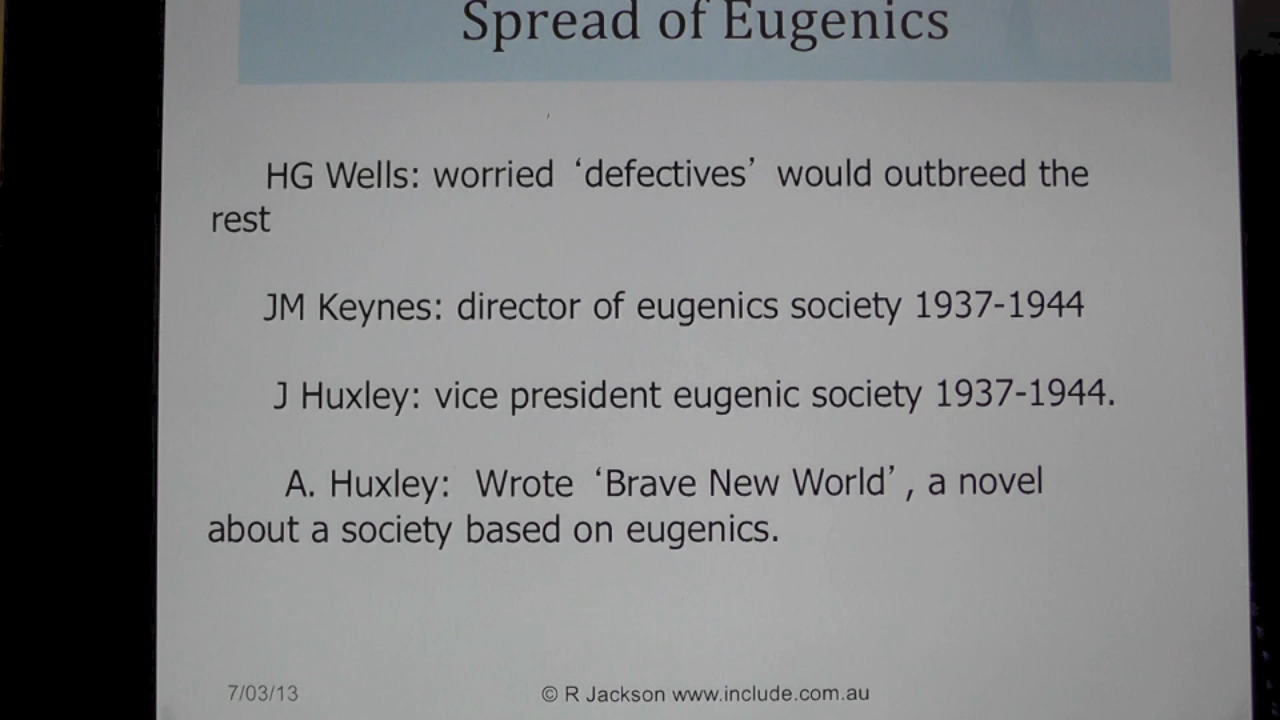 Spread of Eugenics
HG Wells: worried ‘defectives’ would outbreed the
rest
JM Keynes: director of eugenics society 1937-1944
J Huxley: vice president eugenic society 1937-1944.
A. Huxley: Wrote ‘Brave New World’, a novel
about a society based on eugenics.
7/03/13
© R Jackson www.include.com.au